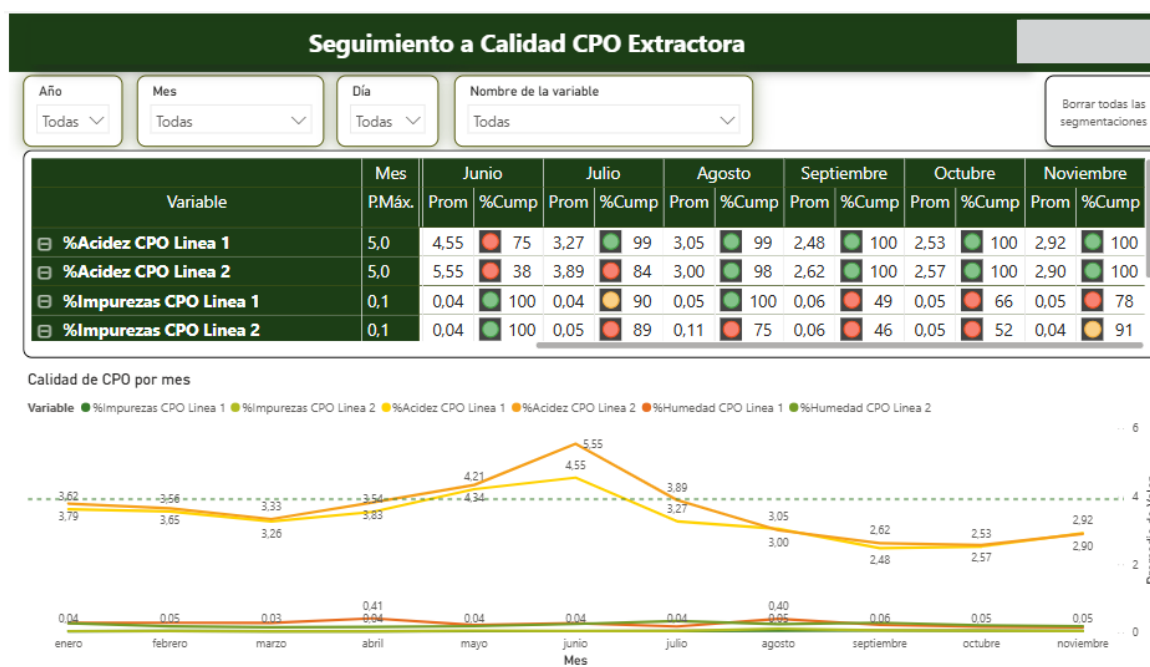 Seguimiento a Calidad CPO Extractora
Año
Mes
Día
Nombre de la variable
Todas
Todas
Todas
Todas
Borrar todas las
segmentaciones
Mes Junio Julio Agosto Septiembre Octubre Noviembre
Variable P.Máx. Prom %Cump Prom %Cump Prom %Cump Prom %Cump Prom %Cump Prom %Cump
%Acidez CPO Linea 1 5,0 4,55 75 3,27 99 3,05 99 2,48 100 2,53 100 2,92 100
%Acidez CPO Linea 2 5,0 5,55 38 3,89 84 3,00 98 2,62 100 2,57 100 2,90 100
%Impurezas CPO Linea 1 0,1 0,04 100 0,04 90 0,05 100 0,06 49 0,05 66 0,05 78
%Impurezas CPO Linea 2 0,1 0,04 100 0,05 89 0,11 75 0,06 46 0,05 52 0,04 91
Calidad de CPO por mes
Variable %Impurezas CPO Linea 1 %Impurezas CPO Linea 2 %Acidez CPO Linea 1 %Acidez CPO Linea 2 %Humedad CPO Linea 1 %Humedad CPO Linea 2
6
5,55
4,21 4,55
3,62 3,56 3,33 3,54 4,34 3,89 4
3,79 3,65 3,26 3,83 3,27 3,05 2,62 2,53 2,92
3,00 2,48 2,57 2,90
2
0,41 0,40
0,04 0,05 0,03 0,04 0,04 0,04 0,04 0,05 0,06 0,05 0,05
0
enero febrero marzo abril mayo junio julio agosto septiembre octubre noviembre
Mes